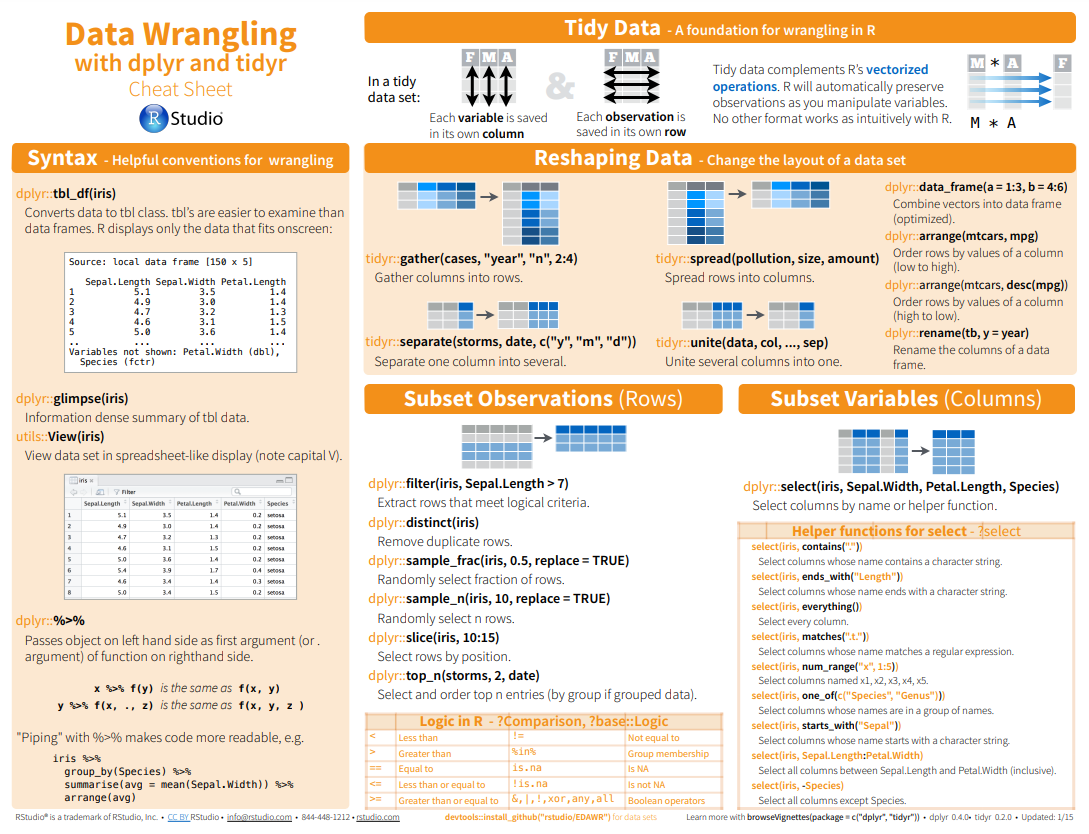 Data Wrangling
with dplyr and tidyr
Cheat Sheet
R Studio®
Syntax - Helpful conventions for wrangling
dplyr::tbl_df(iris)
Converts data to tbl class. tbl's are easier to examine than
data frames. R displays only the data that fits onscreen:
Source: local data frame [150 x 5]
Sepal.Length Sepal.Width Petal.Length
1 5.1 3.5 1.4
2 4.9 3.0 1.4
3 4.7 3.2 1.3
4 4.6 3.1 1.5
5 5.0 3.6 1.4
.. ... ... ...
Variables not shown: Petal.Width (dbl),
Species (fctr)
dplyr::glimpse(iris)
Information dense summary of tbl data.
utils::View(iris)
View data set in spreadsheet-like display (note capital V).
iris ×
Filter
Sepal.Length Sepal.Width Petal.Length Petal.Width Species
1 5.1 3.5 1.4 0.2 setosa
2 4.9 3.0 1.4 0.2 setosa
3 4.7 3.2 1.3 0.2 setosa
4 4.6 3.1 1.5 0.2 setosa
5 5.0 3.6 1.4 0.2 setosa
6 5.4 3.9 1.7 0.4 setosa
7 4.6 3.4 1.4 0.3 setosa
8 5.0 3.4 1.5 0.2 setosa
dplyr::%>%
Passes object on left hand side as first argument (or .
argument) of function on righthand side.
x %>% f(y) is the same as f(x, y)
y %>% f(x, ., z) is the same as f(x, y, z )
"Piping" with %>% makes code more readable, e.g.
iris %>%
group_by(Species) %>%
summarise(avg = mean(Sepal.Width)) %>%
arrange(avg)
Tidy Data - A foundation for wrangling in R
In a tidy
data set:
F M A
Each variable is saved
in its own column
&
F M A
Each observation is
saved in its own row
Tidy data complements R's vectorized
operations. R will automatically preserve
observations as you manipulate variables.
No other format works as intuitively with R.
M * A F
M * A
Reshaping Data - Change the layout of a data set
tidyr::gather(cases, "year", "n", 2:4)
Gather columns into rows.
tidyr::spread(pollution, size, amount)
Spread rows into columns.
tidyr::separate(storms, date, c("y", "m", "d"))
Separate one column into several.
tidyr::unite(data, col, ..., sep)
Unite several columns into one.
dplyr::data_frame(a = 1:3, b = 4:6)
Combine vectors into data frame
(optimized).
dplyr::arrange(mtcars, mpg)
Order rows by values of a column
(low to high).
dplyr::arrange(mtcars, desc(mpg))
Order rows by values of a column
(high to low).
dplyr::rename(tb, y = year)
Rename the columns of a data
frame.
Subset Observations (Rows)
dplyr::filter(iris, Sepal.Length > 7)
Extract rows that meet logical criteria.
dplyr::distinct(iris)
Remove duplicate rows.
dplyr::sample_frac(iris, 0.5, replace = TRUE)
Randomly select fraction of rows.
dplyr::sample_n(iris, 10, replace = TRUE)
Randomly select n rows.
dplyr::slice(iris, 10:15)
Select rows by position.
dplyr::top_n(storms, 2, date)
Select and order top n entries (by group if grouped data).
Logic in R - ?Comparison, ?base::Logic
< Less than != Not equal to
> Greater than %in% Group membership
== Equal to is.na Is NA
<= Less than or equal to !is.na Is not NA
>= Greater than or equal to &,|,!,xor,any,all Boolean operators
Subset Variables (Columns)
dplyr::select(iris, Sepal.Width, Petal.Length, Species)
Select columns by name or helper function.
Helper functions for select - ?select
select(iris, contains("."))
Select columns whose name contains a character string.
select(iris, ends_with("Length"))
Select columns whose name ends with a character string.
select(iris, everything())
Select every column.
select(iris, matches(".t."))
Select columns whose name matches a regular expression.
select(iris, num_range("x", 1:5))
Select columns named x1, x2, x3, x4, x5.
select(iris, one_of(c("Species", "Genus")))
Select columns whose names are in a group of names.
select(iris, starts_with("Sepal"))
Select columns whose name starts with a character string.
select(iris, Sepal.Length:Petal.Width)
Select all columns between Sepal.Length and Petal.Width (inclusive).
select(iris, -Species)
Select all columns except Species.
RStudio® is a trademark of RStudio, Inc. • CC BY RStudio • info@rstudio.com • 844-448-1212 • rstudio.com
devtools::install_github("rstudio/EDAWR") for data sets
Learn more with browseVignettes(package = c("dplyr", "tidyr")) • dplyr 0.4.0• tidyr 0.2.0 • Updated: 1/15